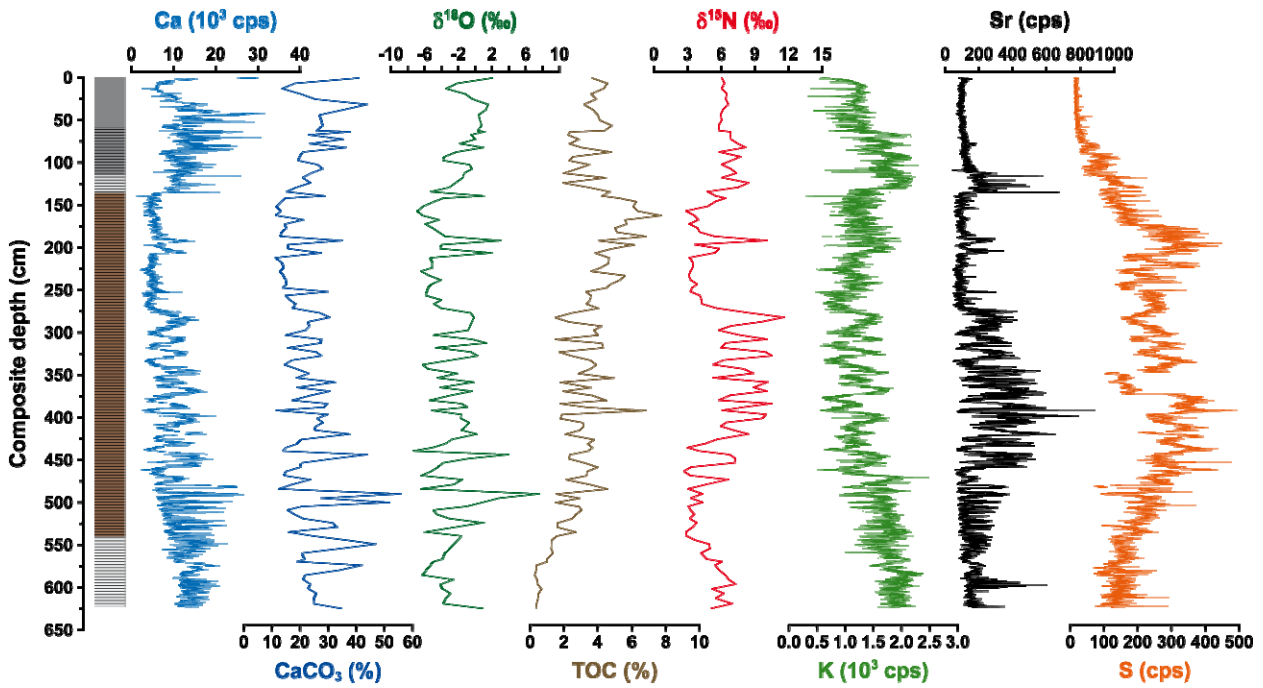 Ca (10³ cps) δ¹⁸O (‰) δ¹⁵N (‰) Sr (cps)
0 10 20 30 40 -10 -6 -2 2 6 10 0 3 6 9 12 15 0 200 400 600 800 1000
0
50
100
150
200
250
300
350
400
450
500
550
600
650
Composite depth (cm)
0 10 20 30 40 50 60 0 2 4 6 8 10 0.0 0.5 1.0 1.5 2.0 2.5 3.0 0 100 200 300 400 500
CaCO₃ (%) TOC (%) K (10³ cps) S (cps)